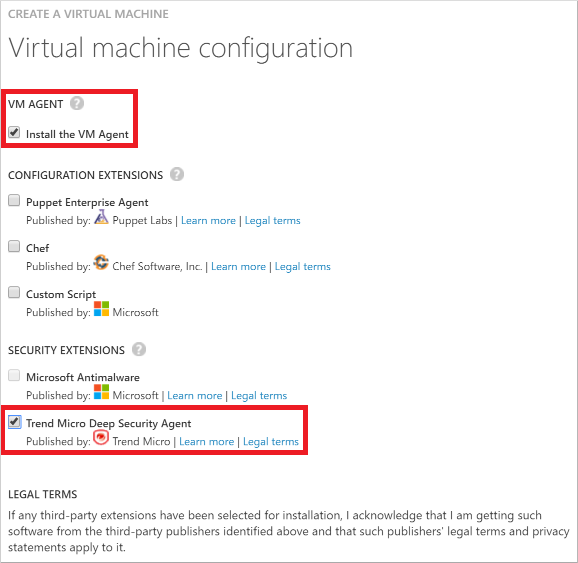 CREATE A VIRTUAL MACHINE
Virtual machine configuration
VM AGENT ?
Install the VM Agent
CONFIGURATION EXTENSIONS ?
Puppet Enterprise Agent
Published by: Puppet Labs | Learn more | Legal terms
Chef
Published by: Chef Software, Inc. | Learn more | Legal terms
Custom Script
Published by: Microsoft
SECURITY EXTENSIONS ?
Microsoft Antimalware
Published by: Microsoft | Learn more | Legal terms
Trend Micro Deep Security Agent
Published by: Trend Micro | Learn more | Legal terms
LEGAL TERMS
If any third-party extensions have been selected for installation, I acknowledge that I am getting such
software from the third-party publishers identified above and that such publishers' legal terms and privacy
statements apply to it.